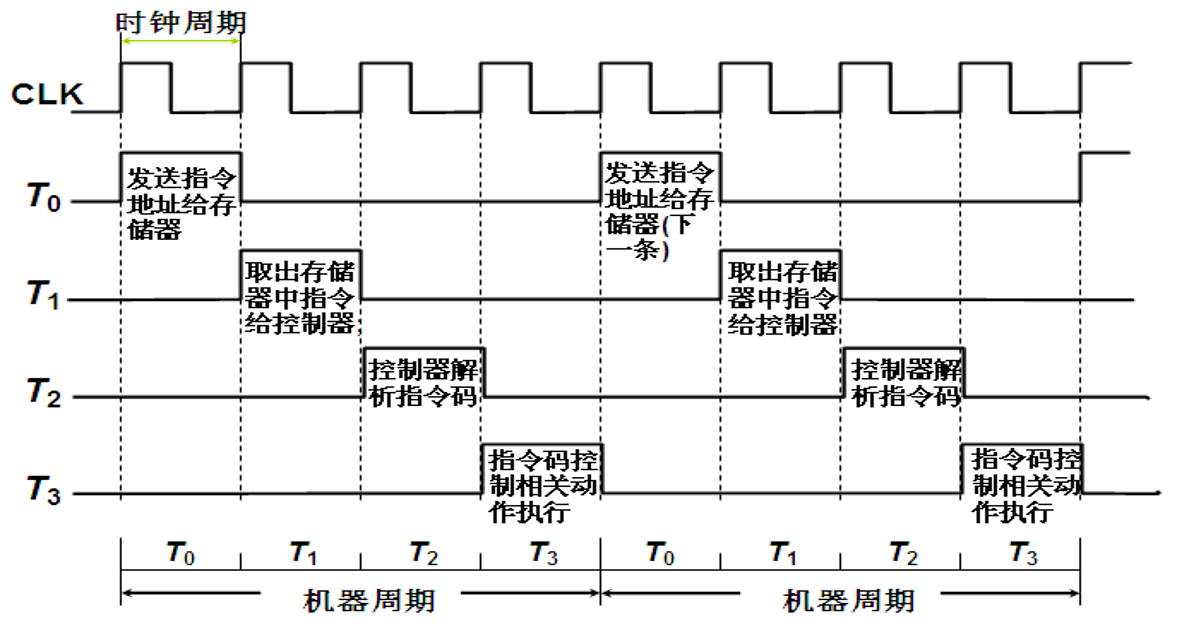 时钟周期
CLK
T0
发送指令
地址给存
储器
发送指令
地址给存
储器(下
一条)
T1
取出存储
器中指令
给控制器;
取出存储
器中指令
给控制器
T2
控制器解
析指令码
控制器解
析指令码
T3
指令码控
制相关动
作执行
指令码控
制相关动
作执行
T0 T1 T2 T3 T0 T1 T2 T3
机器周期 机器周期